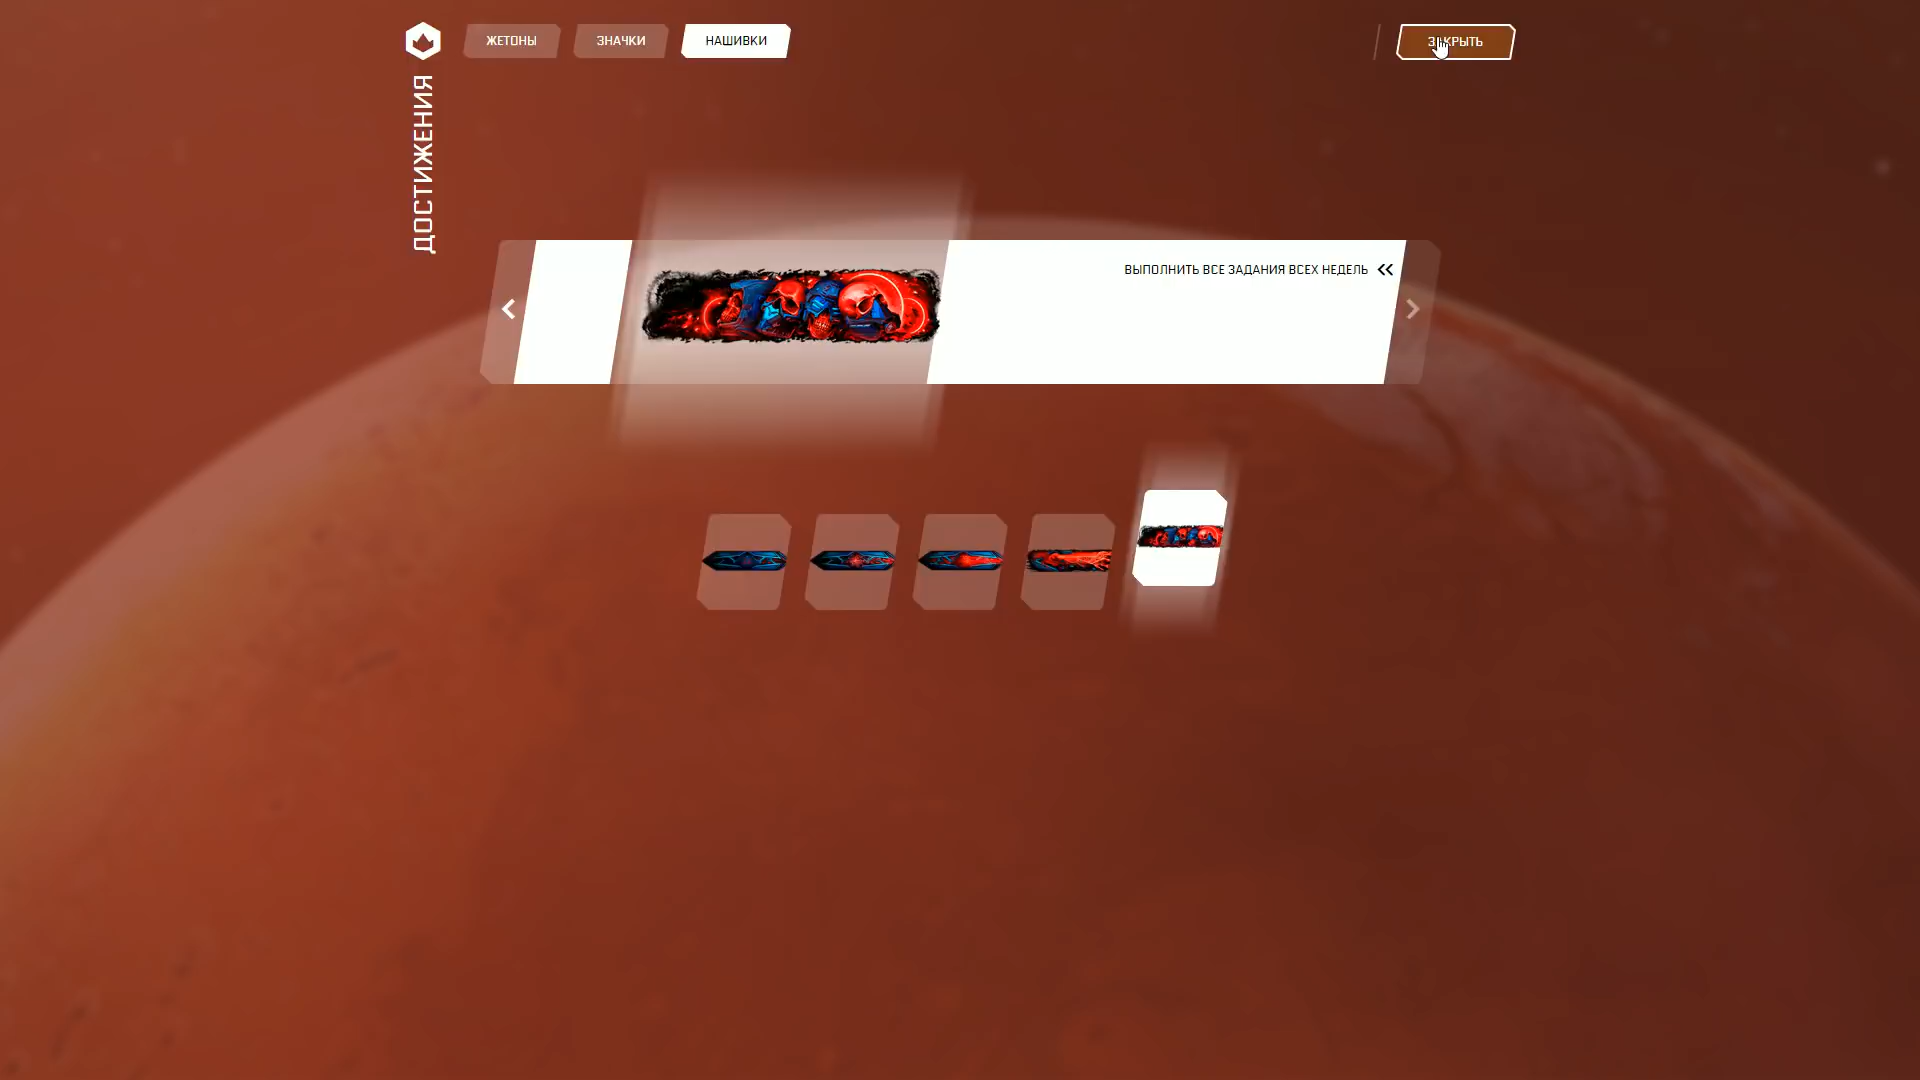 ЖЕТОНЫ
ЗНАЧКИ
НАШИВКИ
ЗАКРЫТЬ
ДОСТИЖЕНИЯ
ВЫПОЛНИТЬ ВСЕ ЗАДАНИЯ ВСЕХ НЕДЕЛЬ